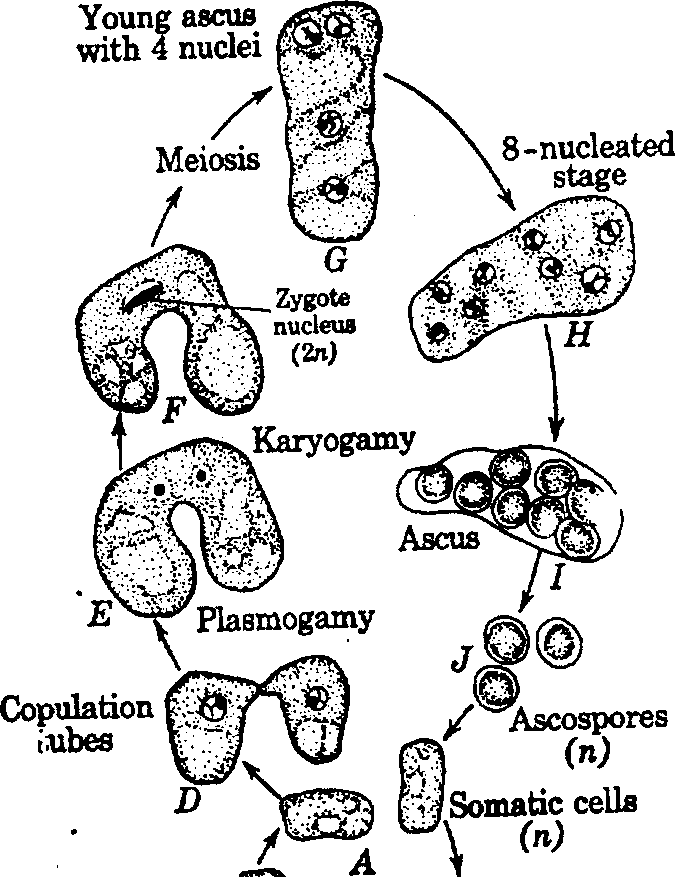 Young ascus
with 4 nuclei
Meiosis
8-nucleated
stage
G
Zygote
nucleus
(2n)
H
F
Karyogamy
Ascus
I
E
Plasmogamy
J
Copulation
tubes
Ascospores
(n)
D
Somatic cells
(n)
A